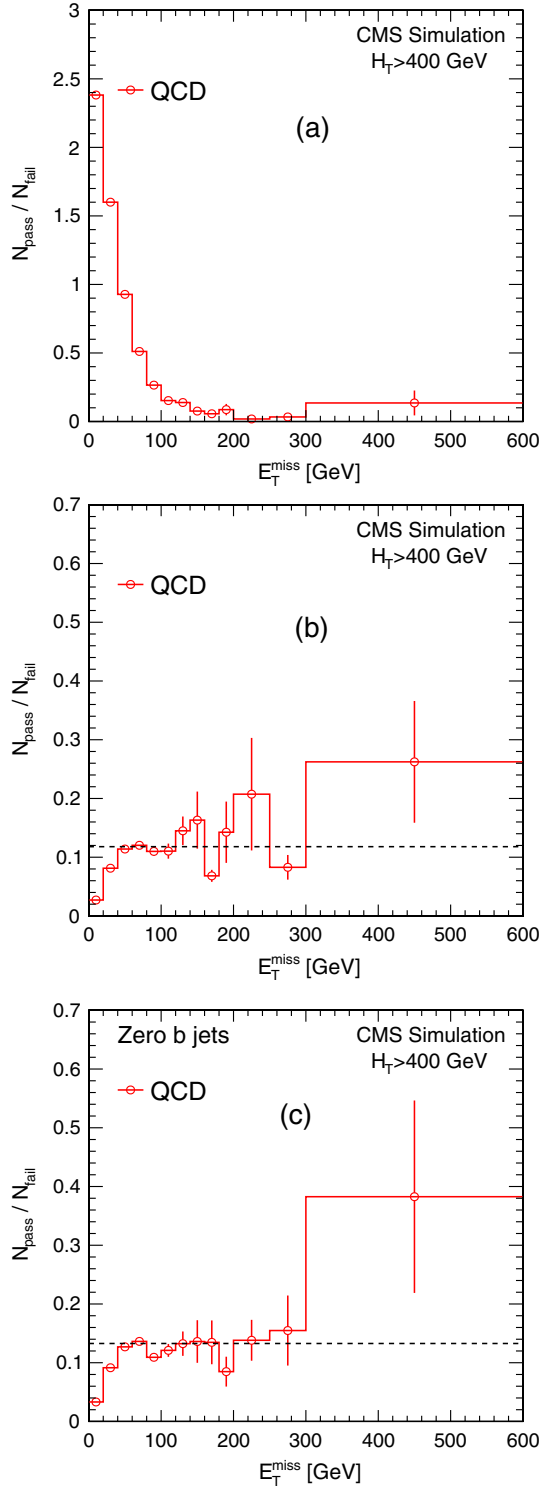 3
2.5
2
1.5
1
0.5
0
N_pass / N_fail
CMS Simulation
H_T>400 GeV
QCD
(a)
0 100 200 300 400 500 600
E_T^miss [GeV]
0.7
0.6
0.5
0.4
0.3
0.2
0.1
0
N_pass / N_fail
CMS Simulation
H_T>400 GeV
QCD
(b)
0 100 200 300 400 500 600
E_T^miss [GeV]
0.7
0.6
0.5
0.4
0.3
0.2
0.1
0
N_pass / N_fail
Zero b jets
CMS Simulation
H_T>400 GeV
QCD
(c)
0 100 200 300 400 500 600
E_T^miss [GeV]